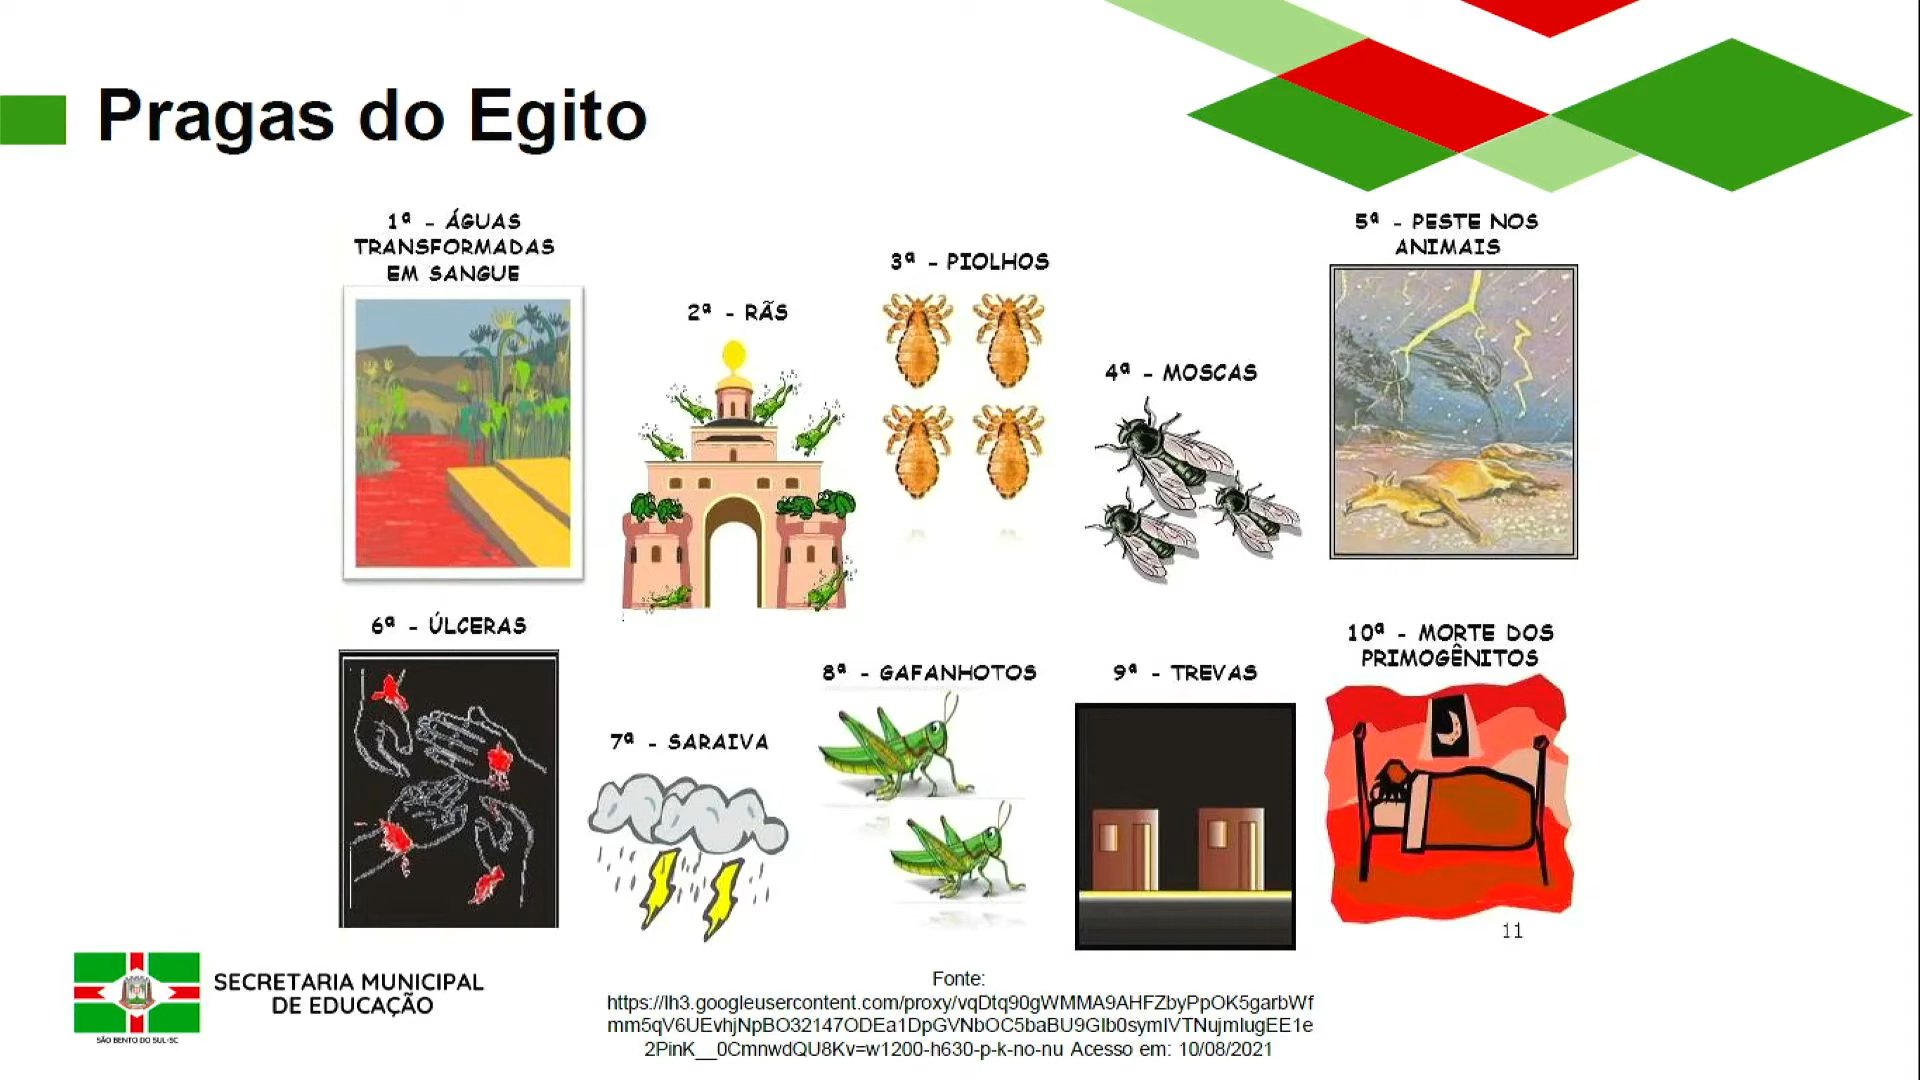 Pragas do Egito
1ª - ÁGUAS
TRANSFORMADAS
EM SANGUE
2ª - RÃS
3ª - PIOLHOS
4ª - MOSCAS
5ª - PESTE NOS
ANIMAIS
6ª - ÚLCERAS
7ª - SARAIVA
8ª - GAFANHOTOS
9ª - TREVAS
10ª - MORTE DOS
PRIMOGÊNITOS
11
SECRETARIA MUNICIPAL
DE EDUCAÇÃO
SÃO BENTO DO SUL-SC
Fonte:
https://lh3.googleusercontent.com/proxy/vqDtq90gWMMA9AHFZbyPpOK5garbWf
mm5qV6UEvhjNpBO32147ODEa1DpGVNbOC5baBU9GIb0symIVTNujmlugEE1e
2PinK__0CmnwdQU8Kv=w1200-h630-p-k-no-nu Acesso em: 10/08/2021